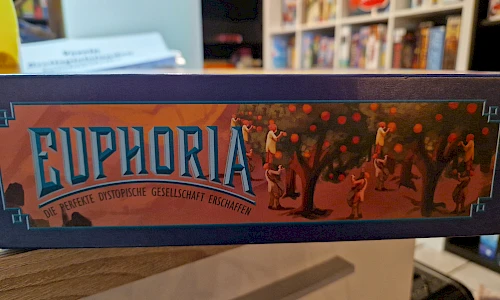 EUPHORIA
DIE PERFEKTE DYSTOPISCHE GESELLSCHAFT ERSCHAFFEN